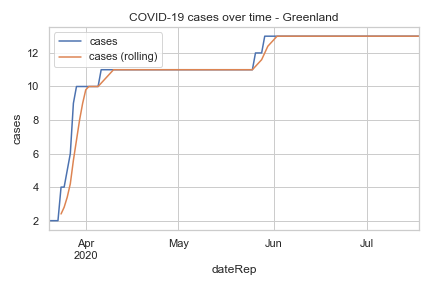 COVID-19 cases over time - Greenland
cases
cases (rolling)
12
10
8
6
4
2
cases
Apr
2020
May
Jun
Jul
dateRep